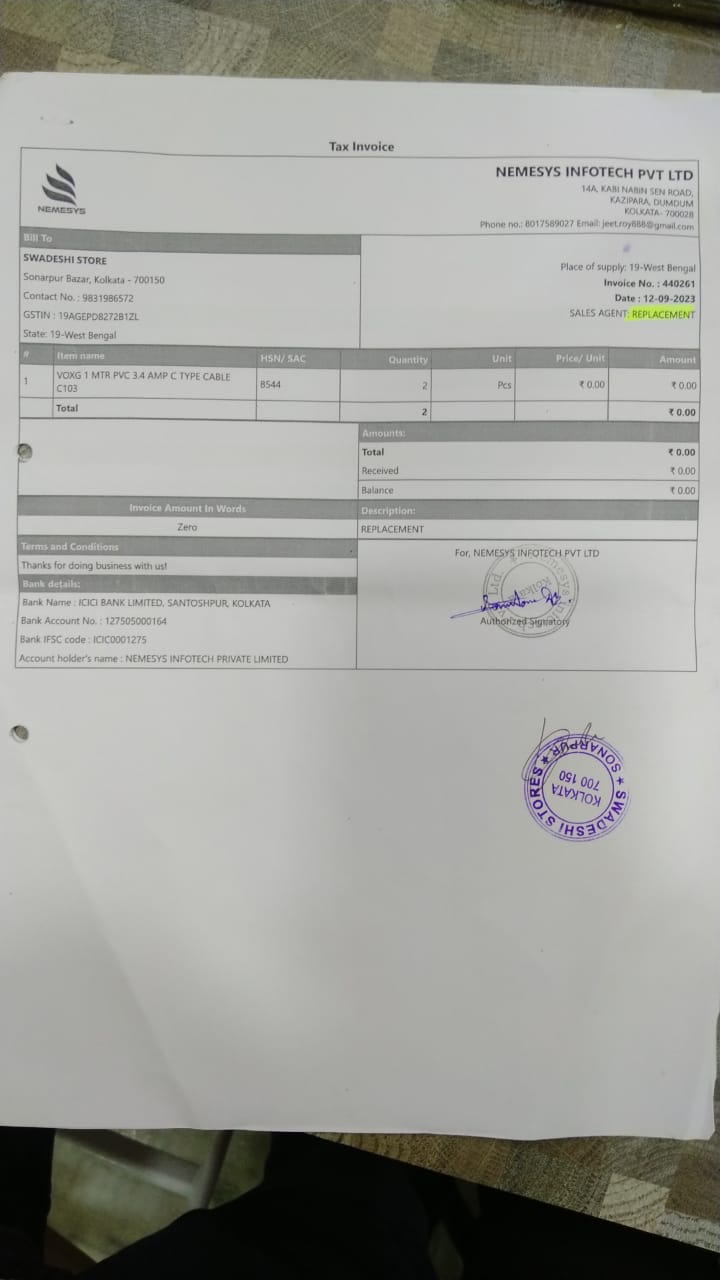 Tax Invoice
NEMESYS
NEMESYS INFOTECH PVT LTD
14A, KABI NABIN SEN ROAD,
KAZIPARA, DUMDUM
KOLKATA- 700028
Phone no.: 8017589027 Email: jeet.roy888@gmail.com
Bill To
SWADESHI STORE
Sonarpur Bazar, Kolkata - 700150
Contact No. : 9831986572
GSTIN : 19AGEPD8272B1ZL
State: 19-West Bengal
Place of supply: 19-West Bengal
Invoice No. : 440261
Date : 12-09-2023
SALES AGENT: REPLACEMENT
# Item name HSN/ SAC Quantity Unit Price/ Unit Amount
1 VOXG 1 MTR PVC 3.4 AMP C TYPE CABLE C103 8544 2 Pcs ₹ 0.00 ₹ 0.00
Total 2 ₹ 0.00
Amounts:
Total ₹ 0.00
Received ₹ 0.00
Balance ₹ 0.00
Invoice Amount In Words
Zero
Description:
REPLACEMENT
Terms and Conditions
Thanks for doing business with us!
Bank details:
Bank Name : ICICI BANK LIMITED, SANTOSHPUR, KOLKATA
Bank Account No. : 127505000164
Bank IFSC code : ICIC0001275
Account holder's name : NEMESYS INFOTECH PRIVATE LIMITED
For, NEMESYS INFOTECH PVT LTD
Kolkata
Authorized Signatory
SWADESHI STORES ★ SONARPUR ★
KOLKATA
700 150